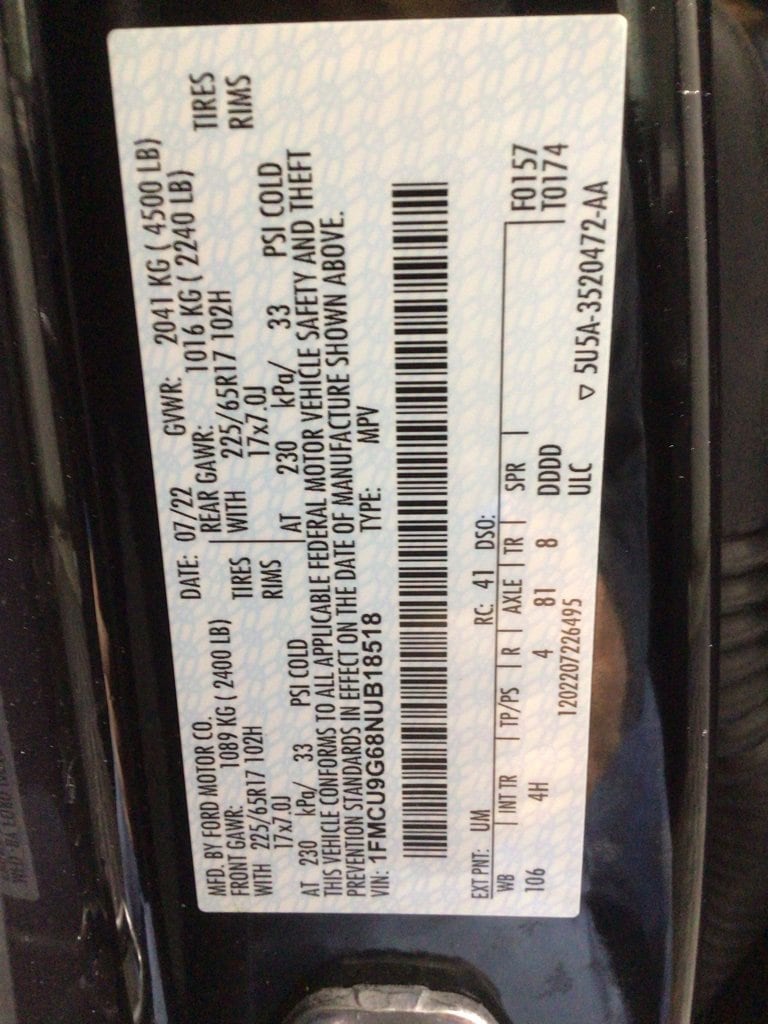 MFD. BY FORD MOTOR CO. DATE: 07/22 GVWR: 2041 KG ( 4500 LB)
FRONT GAWR: 1089 KG ( 2400 LB) REAR GAWR: 1016 KG ( 2240 LB)
WITH 225/65R17 102H TIRES WITH 225/65R17 102H TIRES
17x7.0J RIMS 17x7.0J RIMS
AT 230 kPa/ 33 PSI COLD AT 230 kPa/ 33 PSI COLD
THIS VEHICLE CONFORMS TO ALL APPLICABLE FEDERAL MOTOR VEHICLE SAFETY AND THEFT
PREVENTION STANDARDS IN EFFECT ON THE DATE OF MANUFACTURE SHOWN ABOVE.
VIN: 1FMCU9G68NUB18518 TYPE: MPV
EXT PNT: UM RC: 41 DSO:
WB INT TR TP/PS R AXLE TR SPR F0157
106 4H 4 81 8 DDDD T0174
1202207226495 ULC ▽ 5U5A-3520472-AA